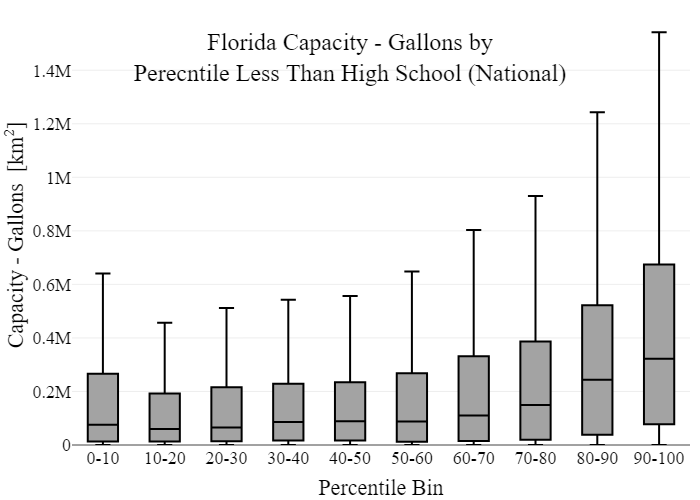 Florida Capacity - Gallons by
Perecntile Less Than High School (National)
Capacity - Gallons [km²]
1.4M
1.2M
1M
0.8M
0.6M
0.4M
0.2M
0
0-10 10-20 20-30 30-40 40-50 50-60 60-70 70-80 80-90 90-100
Percentile Bin